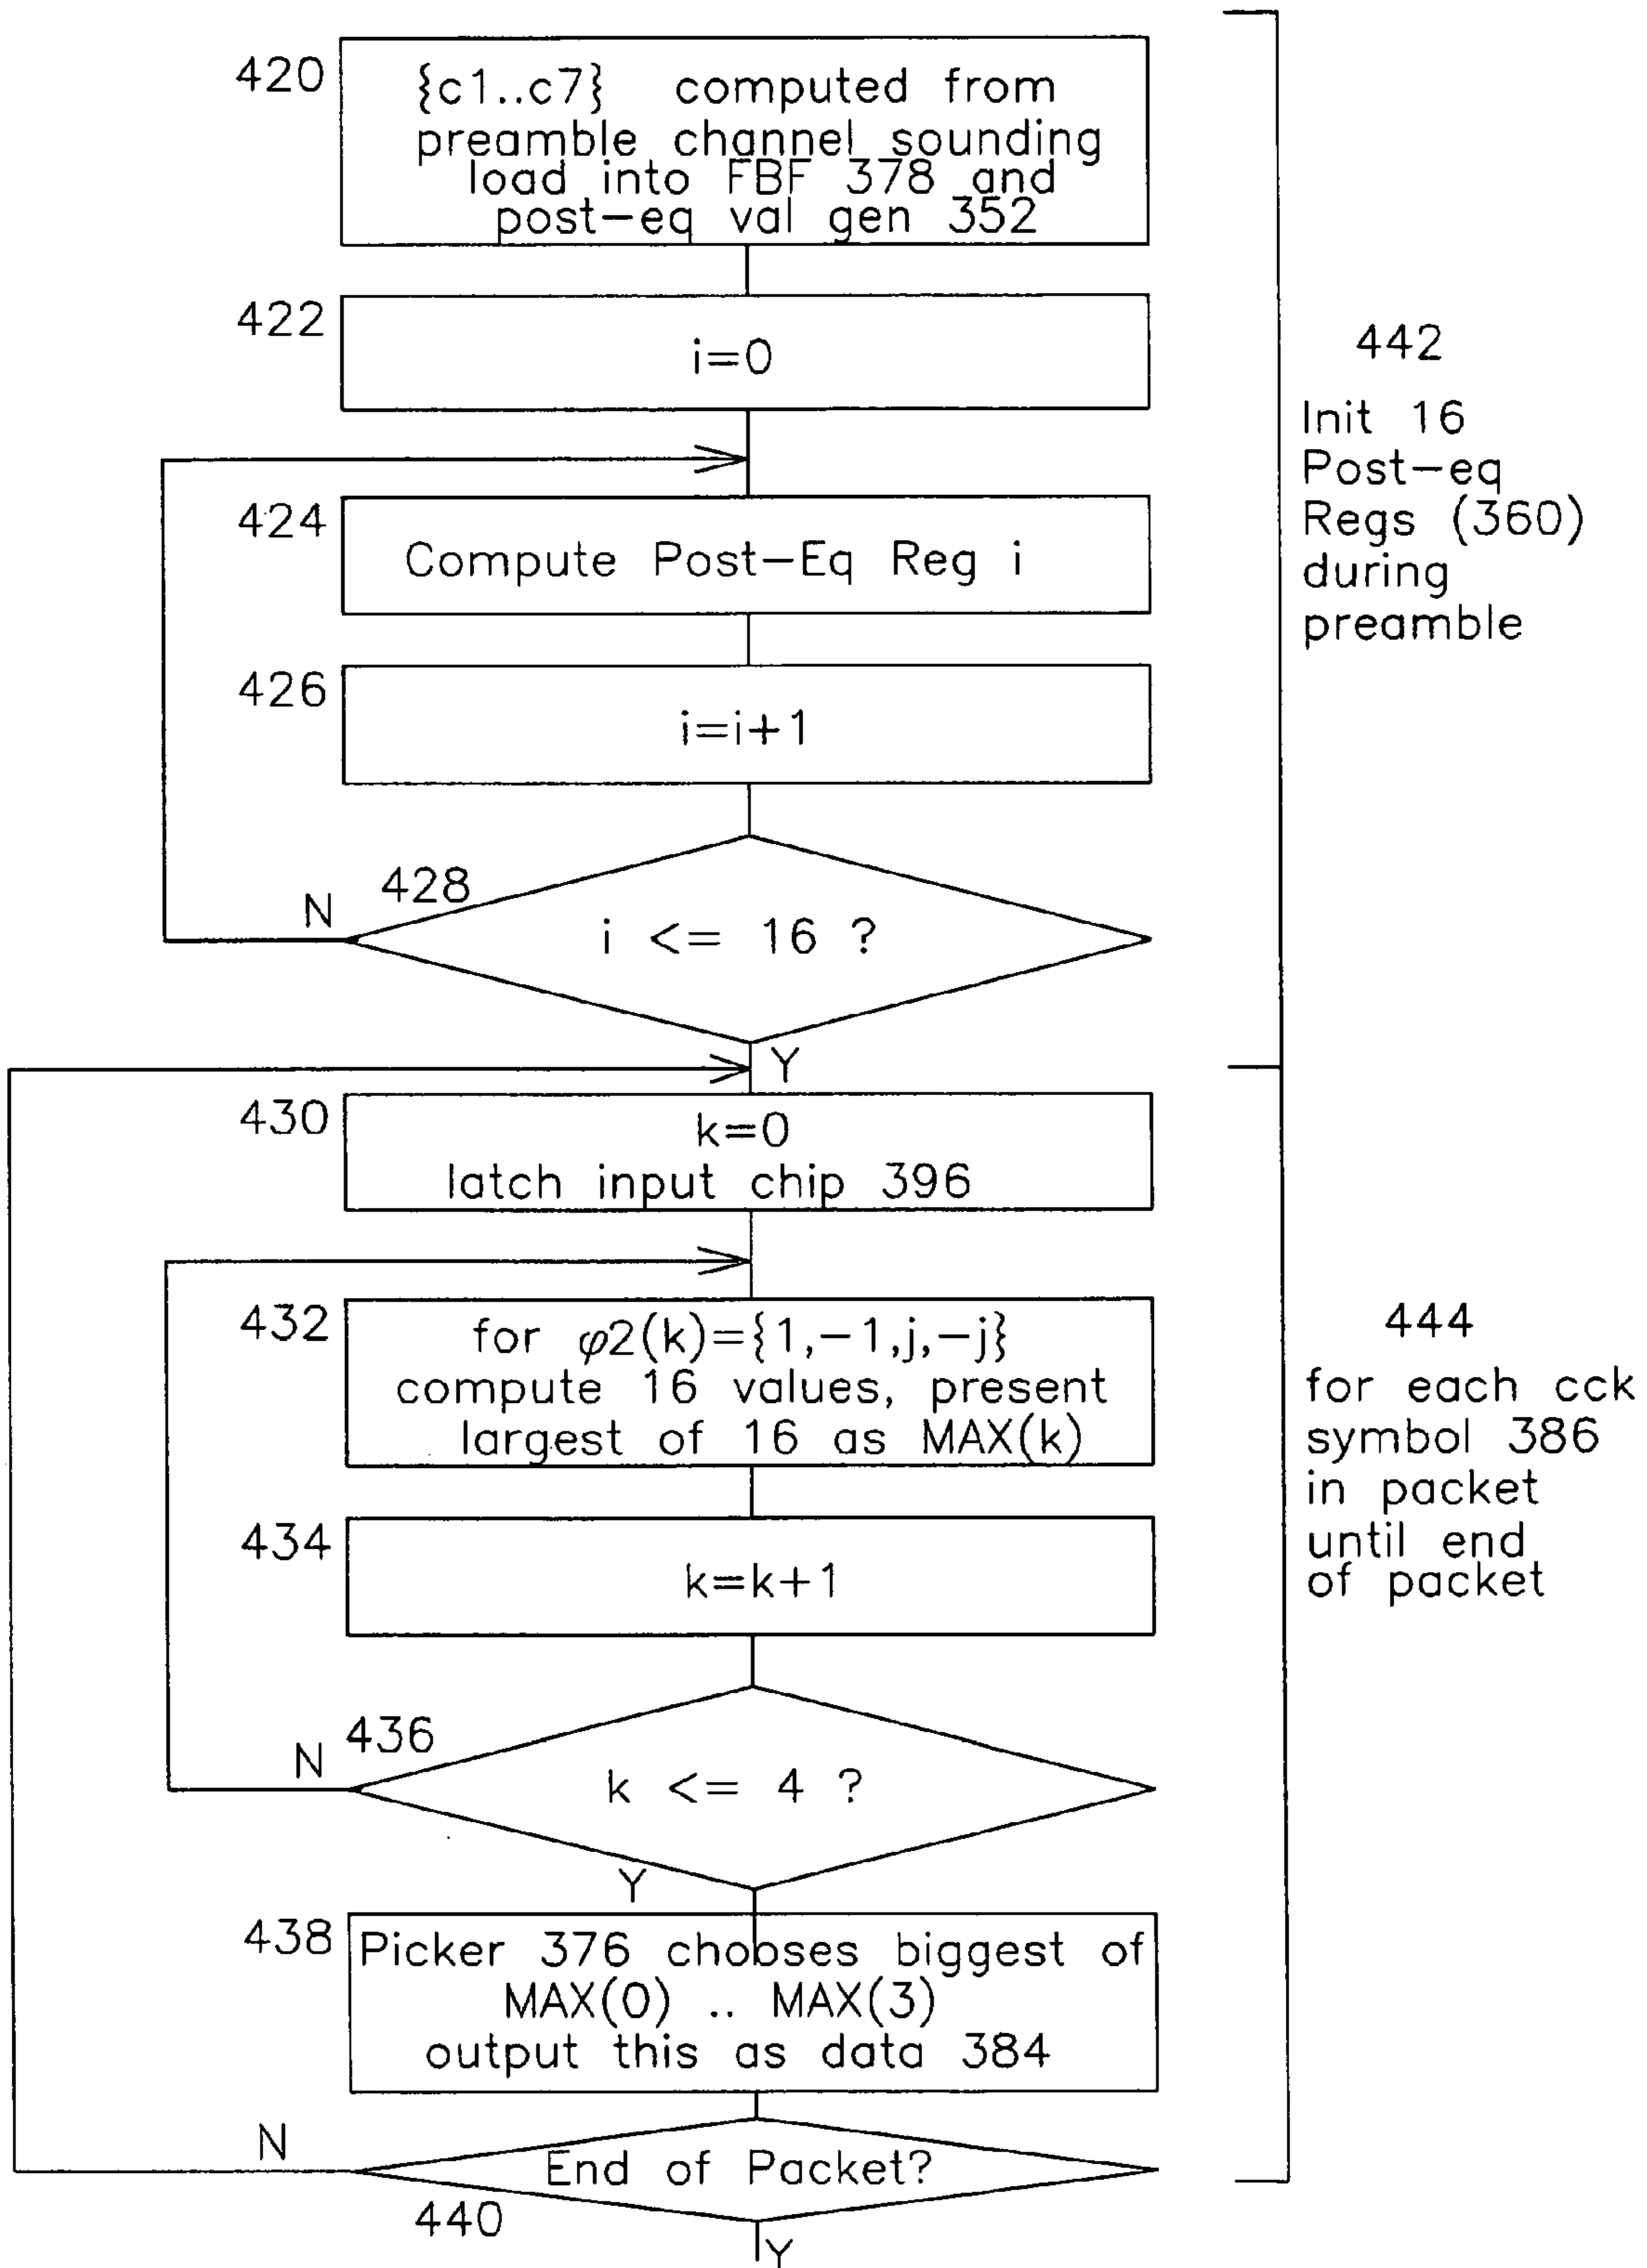 420
{c1..c7} computed from
preamble channel sounding
load into FBF 378 and
post-eq val gen 352
422
i=0
442
Init 16
Post-eq
Regs (360)
during
preamble
424
Compute Post-Eq Reg i
426
i=i+1
428
N
i <= 16 ?
Y
430
k=0
latch input chip 396
432
for φ2(k)={1,-1,j,-j}
compute 16 values, present
largest of 16 as MAX(k)
444
for each cck
symbol 386
in packet
until end
of packet
434
k=k+1
436
N
k <= 4 ?
Y
438
Picker 376 chooses biggest of
MAX(0) .. MAX(3)
output this as data 384
N
End of Packet?
440
Y